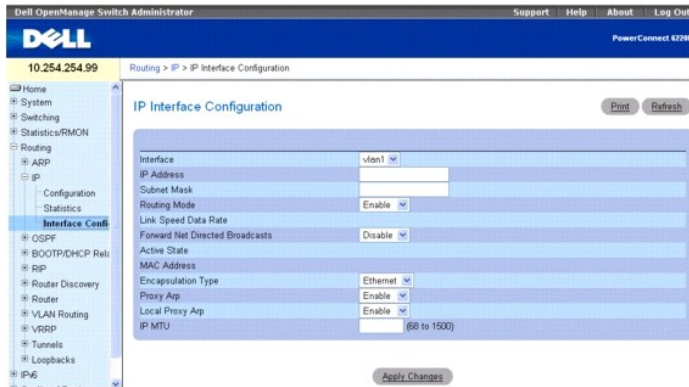 Dell OpenManage Switch Administrator
Support Help About Log Out
DELL
PowerConnect
10.254.254.99
Routing > IP > IP Interface Configuration
Home
System
Switching
Statistics/RMON
Routing
ARP
IP
Configuration
Statistics
Interface Confi
OSPF
BOOTP/DHCP Rela
RIP
Router Discovery
Router
VLAN Routing
VRRP
Tunnels
Loopbacks
IPv6
IP Interface Configuration
Print Refresh
Interface vlan1
IP Address
Subnet Mask
Routing Mode Enable
Link Speed Data Rate
Forward Net Directed Broadcasts Disable
Active State
MAC Address
Encapsulation Type Ethernet
Proxy Arp Enable
Local Proxy Arp Enable
IP MTU (68 to 1500)
Apply Changes